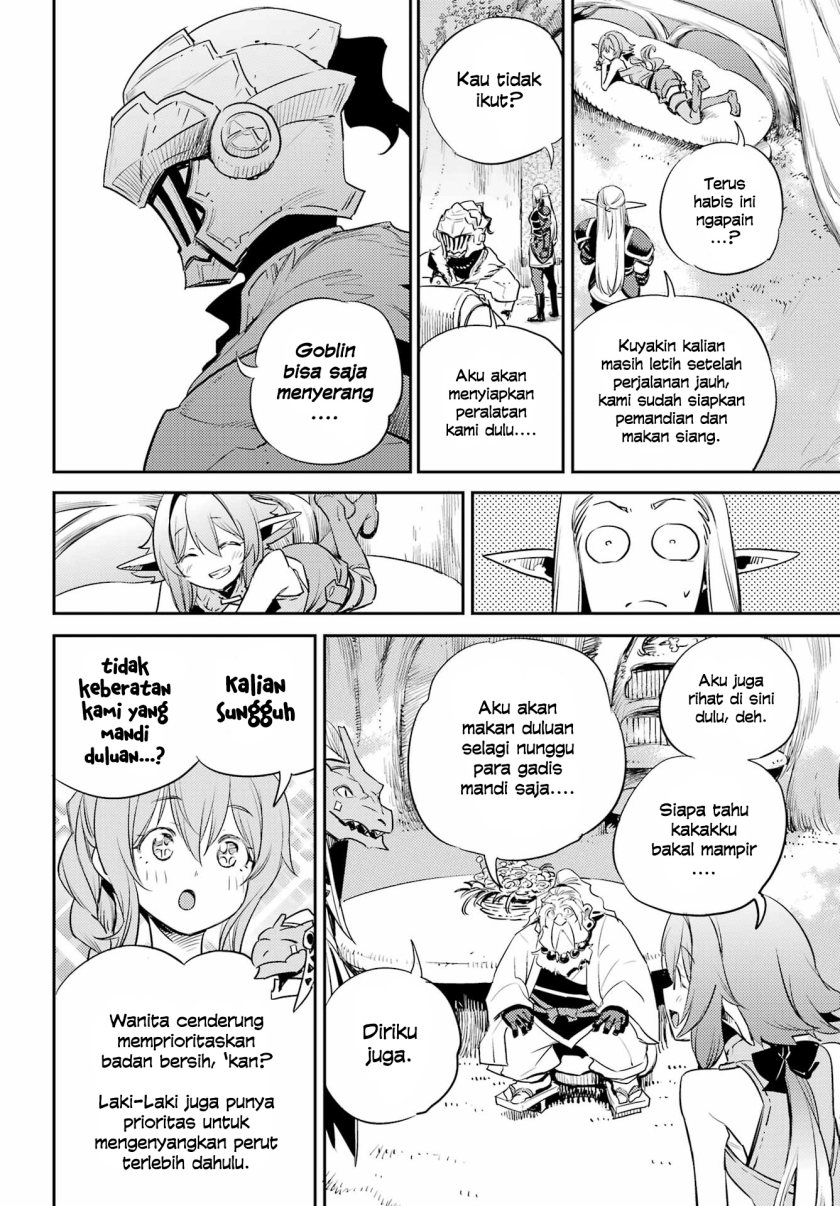 Terus
habis ini
ngapain
...?
Kuyakin kalian
masih letih setelah
perjalanan jauh,
kami sudah siapkan
pemandian dan
makan siang.
Kau tidak
ikut?
Aku akan
menyiapkan
peralatan
kami dulu....
Goblin
bisa saja
menyerang
....
Aku juga
rihat di sini
dulu, deh.
Siapa tahu
kakakku
bakal mampir
....
Aku akan
makan duluan
selagi nunggu
para gadis
mandi saja....
Diriku
juga.
Kalian
Sungguh
tidak
keberatan
kami yang
mandi
duluan...?
Wanita cenderung
memprioritaskan
badan bersih, 'kan?
Laki-Laki juga punya
prioritas untuk
mengenyangkan perut
terlebih dahulu.